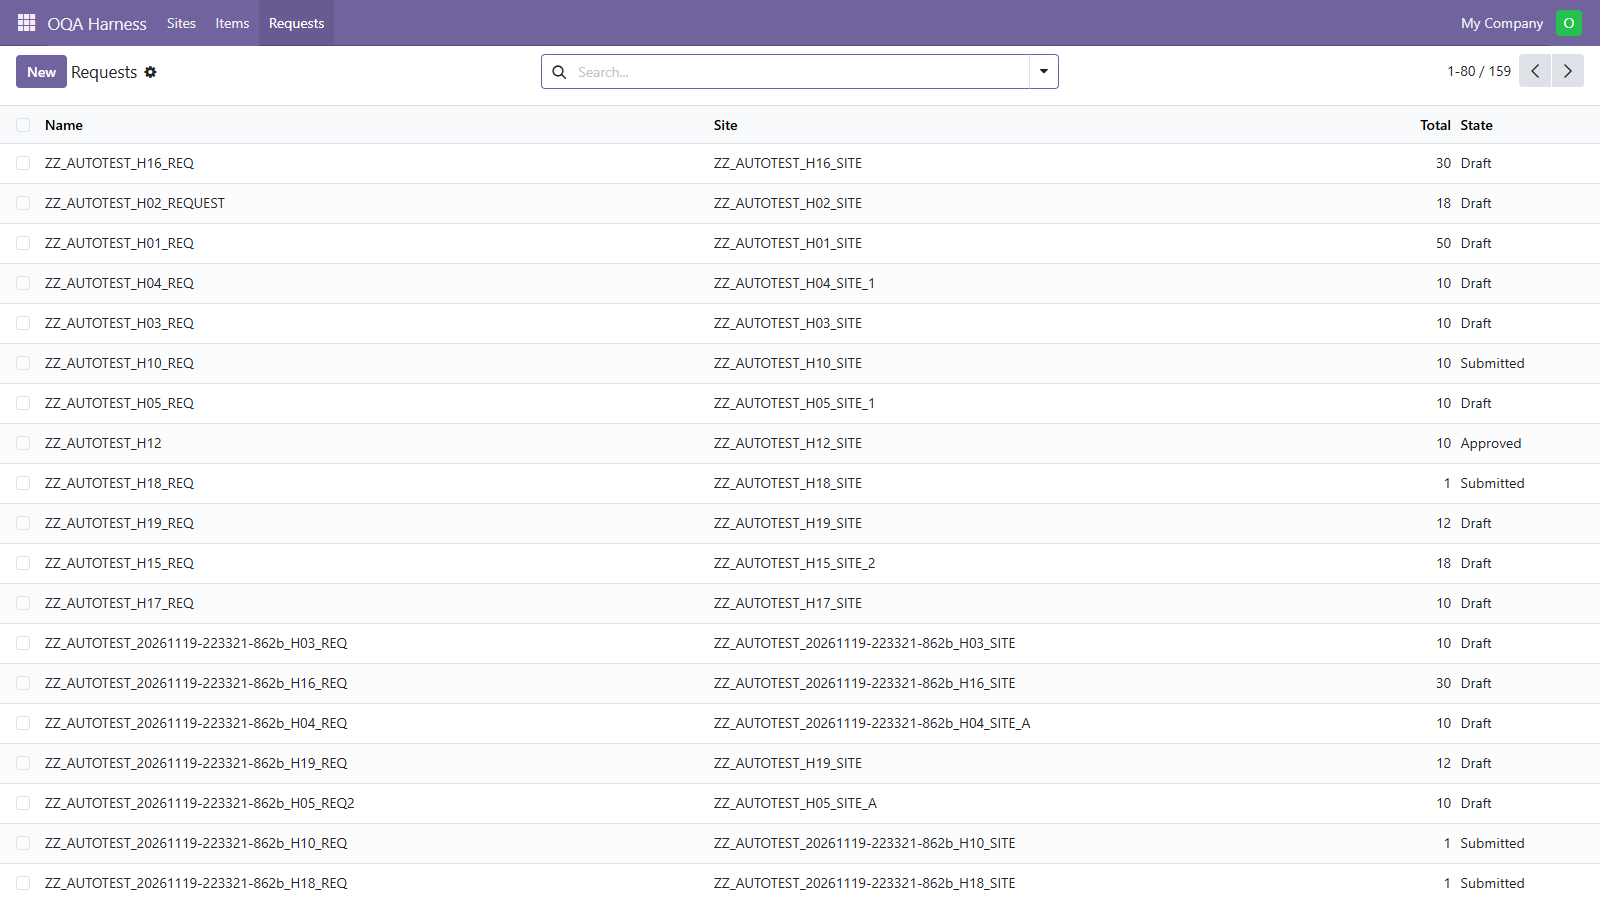 OQA Harness Sites Items Requests My Company O
New Requests Search... 1-80 / 159
Name Site Total State
ZZ_AUTOTEST_H16_REQ ZZ_AUTOTEST_H16_SITE 30 Draft
ZZ_AUTOTEST_H02_REQUEST ZZ_AUTOTEST_H02_SITE 18 Draft
ZZ_AUTOTEST_H01_REQ ZZ_AUTOTEST_H01_SITE 50 Draft
ZZ_AUTOTEST_H04_REQ ZZ_AUTOTEST_H04_SITE_1 10 Draft
ZZ_AUTOTEST_H03_REQ ZZ_AUTOTEST_H03_SITE 10 Draft
ZZ_AUTOTEST_H10_REQ ZZ_AUTOTEST_H10_SITE 10 Submitted
ZZ_AUTOTEST_H05_REQ ZZ_AUTOTEST_H05_SITE_1 10 Draft
ZZ_AUTOTEST_H12 ZZ_AUTOTEST_H12_SITE 10 Approved
ZZ_AUTOTEST_H18_REQ ZZ_AUTOTEST_H18_SITE 1 Submitted
ZZ_AUTOTEST_H19_REQ ZZ_AUTOTEST_H19_SITE 12 Draft
ZZ_AUTOTEST_H15_REQ ZZ_AUTOTEST_H15_SITE_2 18 Draft
ZZ_AUTOTEST_H17_REQ ZZ_AUTOTEST_H17_SITE 10 Draft
ZZ_AUTOTEST_20261119-223321-862b_H03_REQ ZZ_AUTOTEST_20261119-223321-862b_H03_SITE 10 Draft
ZZ_AUTOTEST_20261119-223321-862b_H16_REQ ZZ_AUTOTEST_20261119-223321-862b_H16_SITE 30 Draft
ZZ_AUTOTEST_20261119-223321-862b_H04_REQ ZZ_AUTOTEST_20261119-223321-862b_H04_SITE_A 10 Draft
ZZ_AUTOTEST_20261119-223321-862b_H19_REQ ZZ_AUTOTEST_H19_SITE 12 Draft
ZZ_AUTOTEST_20261119-223321-862b_H05_REQ2 ZZ_AUTOTEST_H05_SITE_A 10 Draft
ZZ_AUTOTEST_20261119-223321-862b_H10_REQ ZZ_AUTOTEST_20261119-223321-862b_H10_SITE 1 Submitted
ZZ_AUTOTEST_20261119-223321-862b_H18_REQ ZZ_AUTOTEST_20261119-223321-862b_H18_SITE 1 Submitted